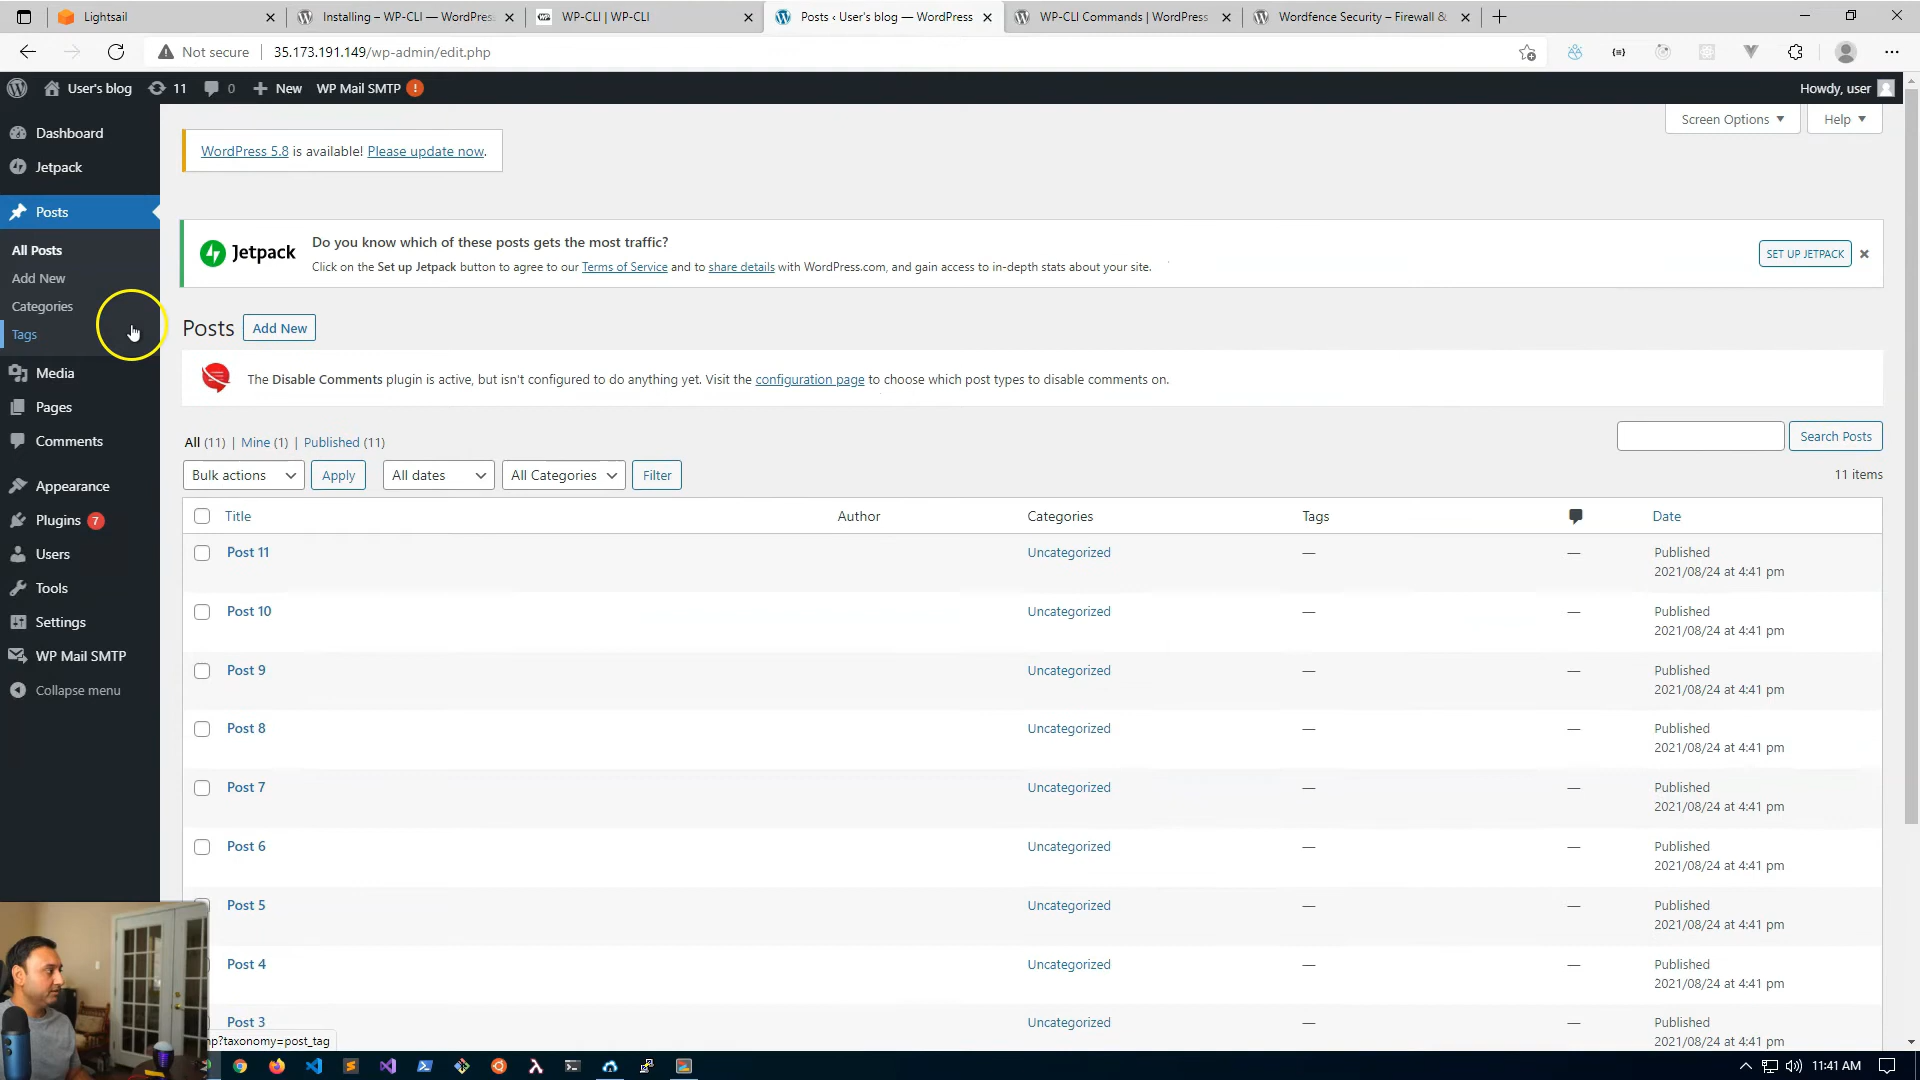 Lightsail
Installing – WP-CLI — WordPres
WP-CLI | WP-CLI
Posts ‹ User's blog — WordPress
WP-CLI Commands | WordPress
Wordfence Security – Firewall &
Not secure
35.173.191.149/wp-admin/edit.php
User's blog
11
0
New
WP Mail SMTP
!
Howdy, user
Dashboard
Jetpack
Posts
All Posts
Add New
Categories
Tags
Media
Pages
Comments
Appearance
Plugins 7
Users
Tools
Settings
WP Mail SMTP
Collapse menu
Screen Options
Help
WordPress 5.8 is available! Please update now.
Jetpack
Do you know which of these posts gets the most traffic?
Click on the Set up Jetpack button to agree to our Terms of Service and to share details with WordPress.com, and gain access to in-depth stats about your site.
SET UP JETPACK
Posts
Add New
The Disable Comments plugin is active, but isn't configured to do anything yet. Visit the configuration page to choose which post types to disable comments on.
All (11) | Mine (1) | Published (11)
Search Posts
Bulk actions
Apply
All dates
All Categories
Filter
11 items
Title
Author
Categories
Tags
Date
Post 11
Uncategorized
—
—
Published
2021/08/24 at 4:41 pm
Post 10
Uncategorized
—
—
Published
2021/08/24 at 4:41 pm
Post 9
Uncategorized
—
—
Published
2021/08/24 at 4:41 pm
Post 8
Uncategorized
—
—
Published
2021/08/24 at 4:41 pm
Post 7
Uncategorized
—
—
Published
2021/08/24 at 4:41 pm
Post 6
Uncategorized
—
—
Published
2021/08/24 at 4:41 pm
Post 5
Uncategorized
—
—
Published
2021/08/24 at 4:41 pm
Post 4
Uncategorized
—
—
Published
2021/08/24 at 4:41 pm
Post 3
Uncategorized
—
—
Published
2021/08/24 at 4:41 pm
np?taxonomy=post_tag
11:41 AM